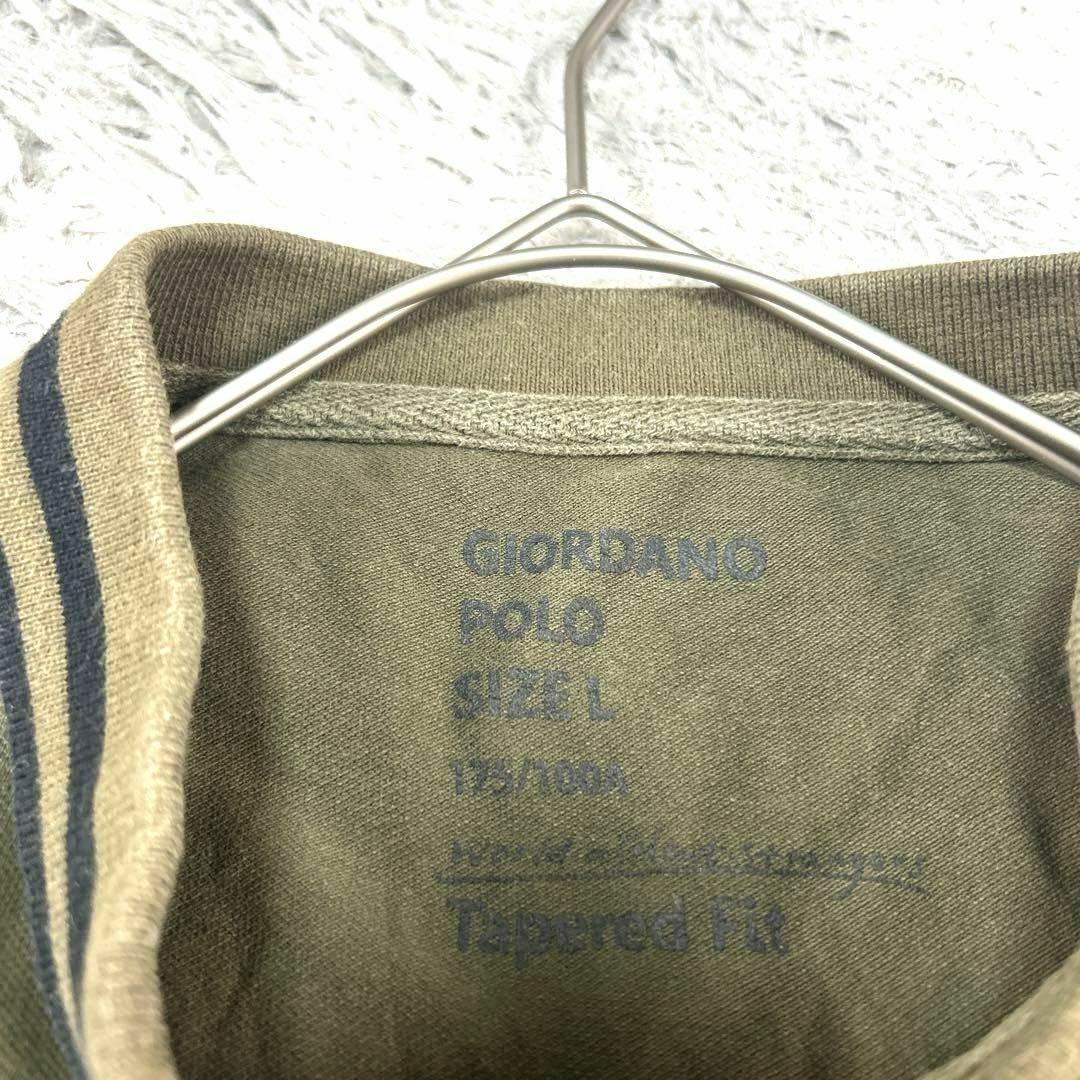 GIORDANO
POLO
SIZE L
175/100A
World without Strangers
Tapered Fit